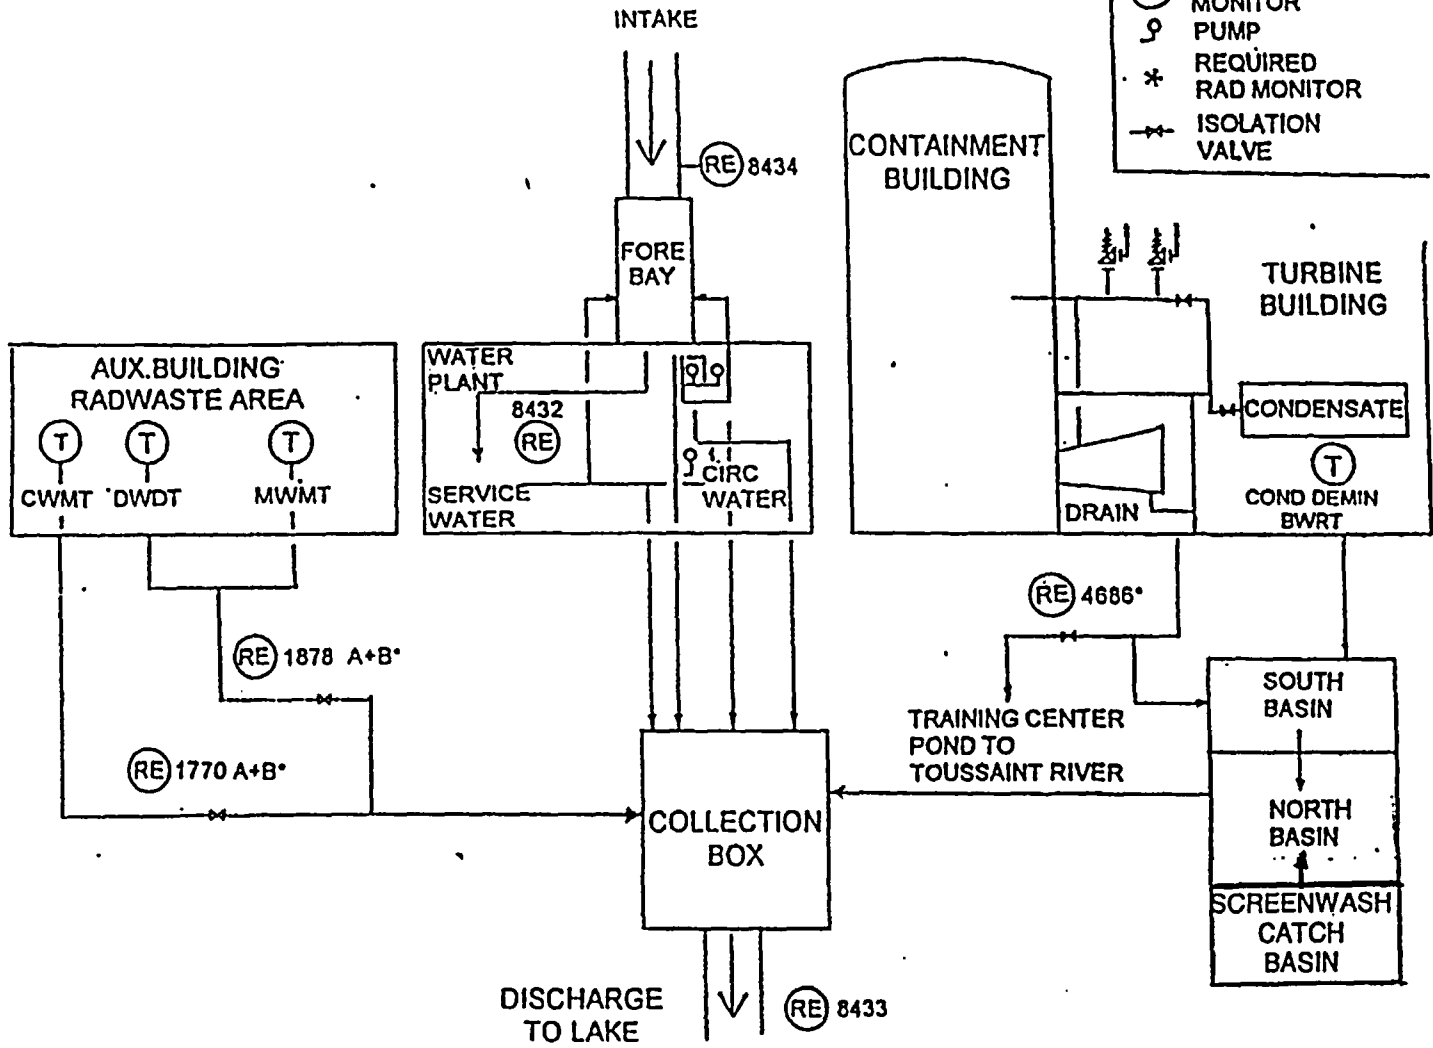 INTAKE
MONITOR
PUMP
REQUIRED
RAD MONITOR
ISOLATION
VALVE
RE 8434
CONTAINMENT
BUILDING
FORE
BAY
TURBINE
BUILDING
AUX.BUILDING
RADWASTE AREA
T T T
CWMT DWDT MWMT
WATER
PLANT
8432
RE
SERVICE
WATER
CIRC
WATER
CONDENSATE
T
COND DEMIN
BWRT
DRAIN
RE 4686*
RE 1878 A+B*
RE 1770 A+B*
TRAINING CENTER
POND TO
TOUSSAINT RIVER
SOUTH
BASIN
NORTH
BASIN
SCREENWASH
CATCH
BASIN
COLLECTION
BOX
DISCHARGE
TO LAKE
RE 8433